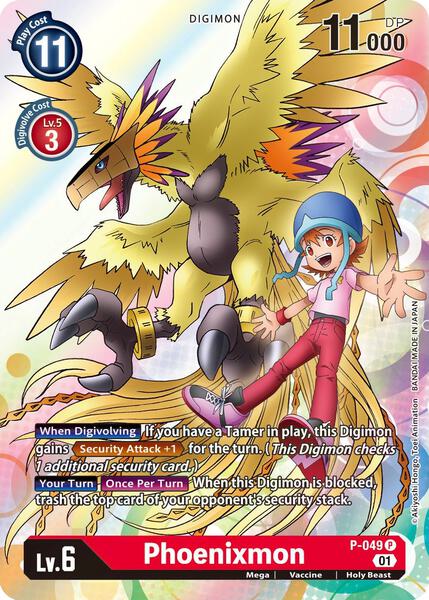 DIGIMON
Play Cost
11
DP
11000
Digivolve Cost
Lv.5
3
When Digivolving If you have a Tamer in play, this Digimon
gains Security Attack +1 for the turn. (This Digimon checks
1 additional security card.)
Your Turn Once Per Turn When this Digimon is blocked,
trash the top card of your opponent's security stack.
©Akiyoshi Hongo, Toei Animation BANDAI MADE IN JAPAN
Lv.6
Phoenixmon
P-049 P
01
Mega | Vaccine | Holy Beast